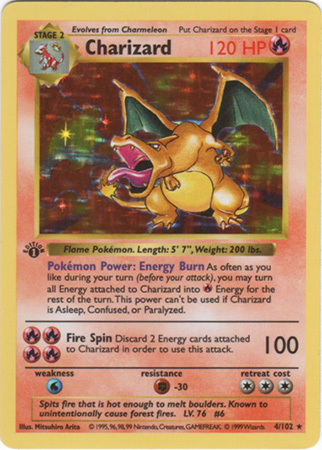 Evolves from Charmeleon Put Charizard on the Stage 1 card
STAGE 2
Charizard 120 HP
Flame Pokémon. Length: 5' 7", Weight: 200 lbs.
EDITION
1
Pokémon Power: Energy Burn As often as you
like during your turn (before your attack), you may turn
all Energy attached to Charizard into Energy for
the rest of the turn. This power can't be used if Charizard
is Asleep, Confused, or Paralyzed.
Fire Spin Discard 2 Energy cards attached
to Charizard in order to use this attack.
100
weakness resistance retreat cost
-30
Spits fire that is hot enough to melt boulders. Known to
unintentionally cause forest fires. LV. 76 #6
Illus. Mitsuhiro Arita © 1995, 96, 98, 99 Nintendo, Creatures, GAMEFREAK. © 1999 Wizards. 4/102 ★